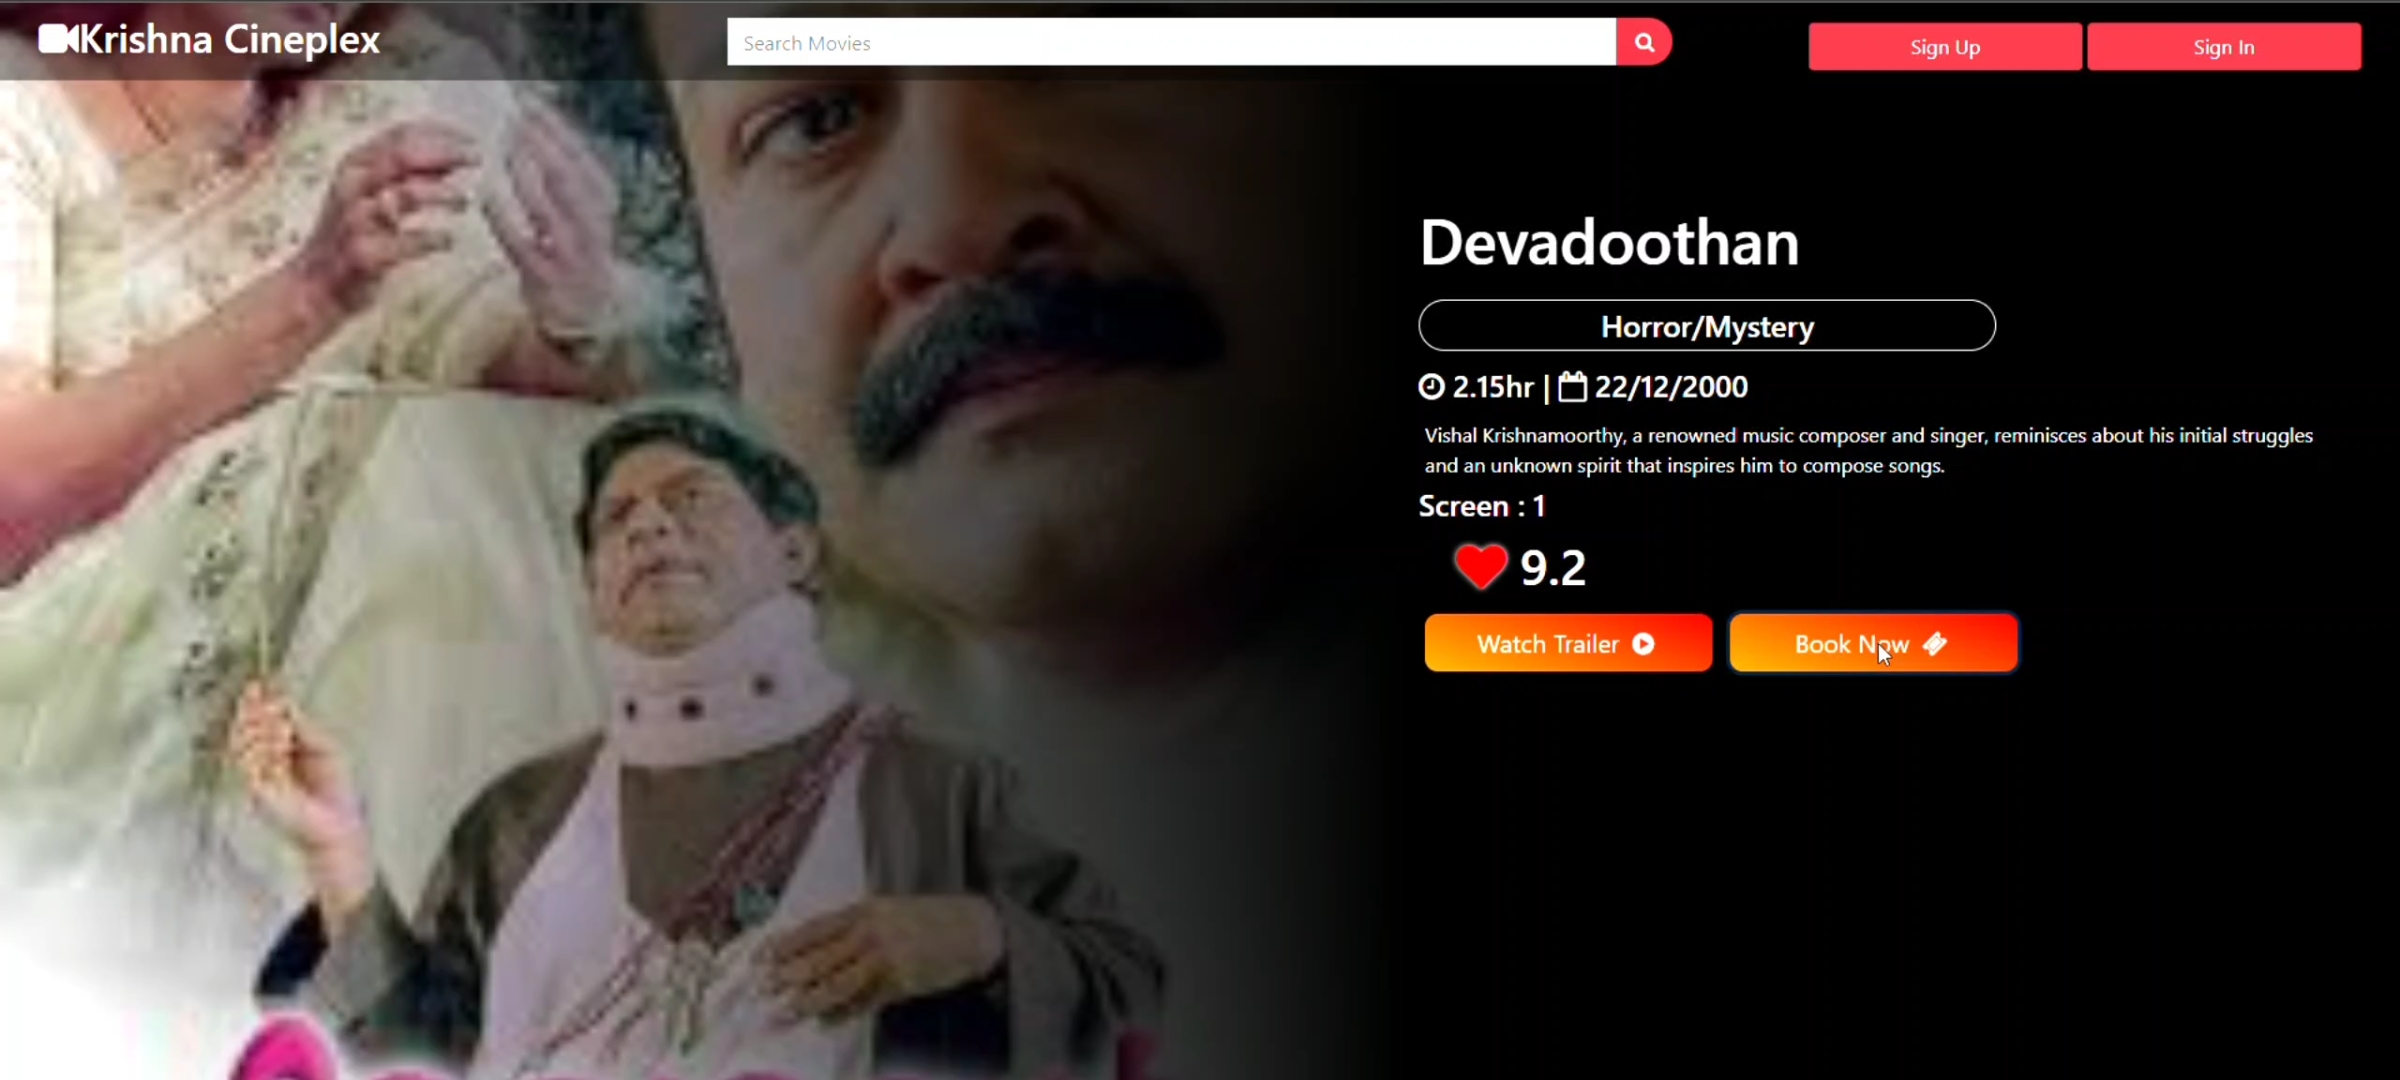 Krishna Cineplex
Search Movies
Sign Up
Sign In
Devadoothan
Horror/Mystery
2.15hr | 22/12/2000
Vishal Krishnamoorthy, a renowned music composer and singer, reminisces about his initial struggles
and an unknown spirit that inspires him to compose songs.
Screen : 1
9.2
Watch Trailer
Book Now